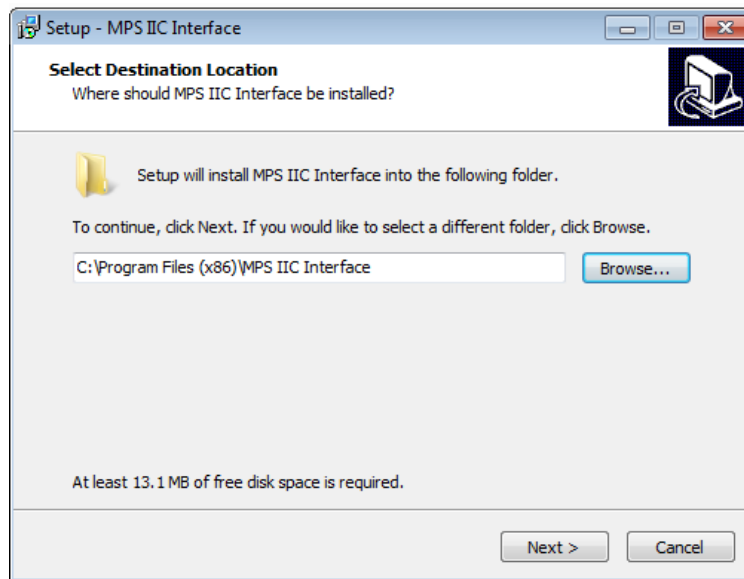 Setup - MPS IIC Interface
Select Destination Location
Where should MPS IIC Interface be installed?
Setup will install MPS IIC Interface into the following folder.
To continue, click Next. If you would like to select a different folder, click Browse.
C:\Program Files (x86)\MPS IIC Interface
Browse...
At least 13.1 MB of free disk space is required.
Next >
Cancel